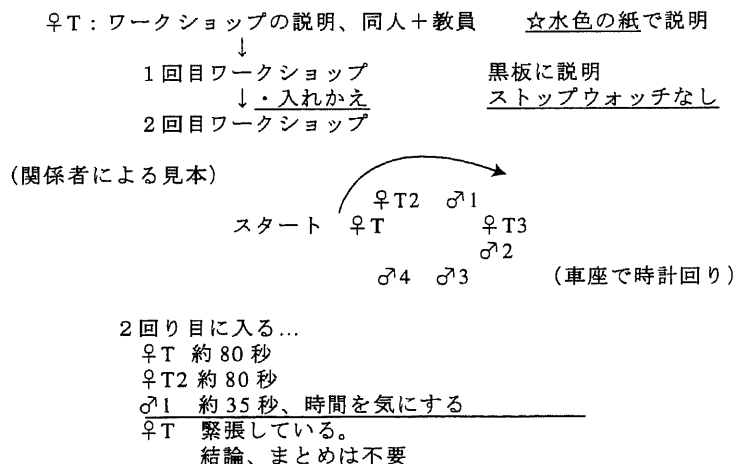 ♀T：ワークショップの説明、同人＋教員　☆水色の紙で説明
↓
1回目ワークショップ　黒板に説明
↓・入れかえ　ストップウォッチなし
2回目ワークショップ
(関係者による見本)
♀T2　♂1
スタート　♀T　♀T3
♂2
♂4　♂3　(車座で時計回り)
2回り目に入る…
♀T 約80秒
♀T2 約80秒
♂1 約35秒、時間を気にする
♀T 緊張している。
結論、まとめは不要